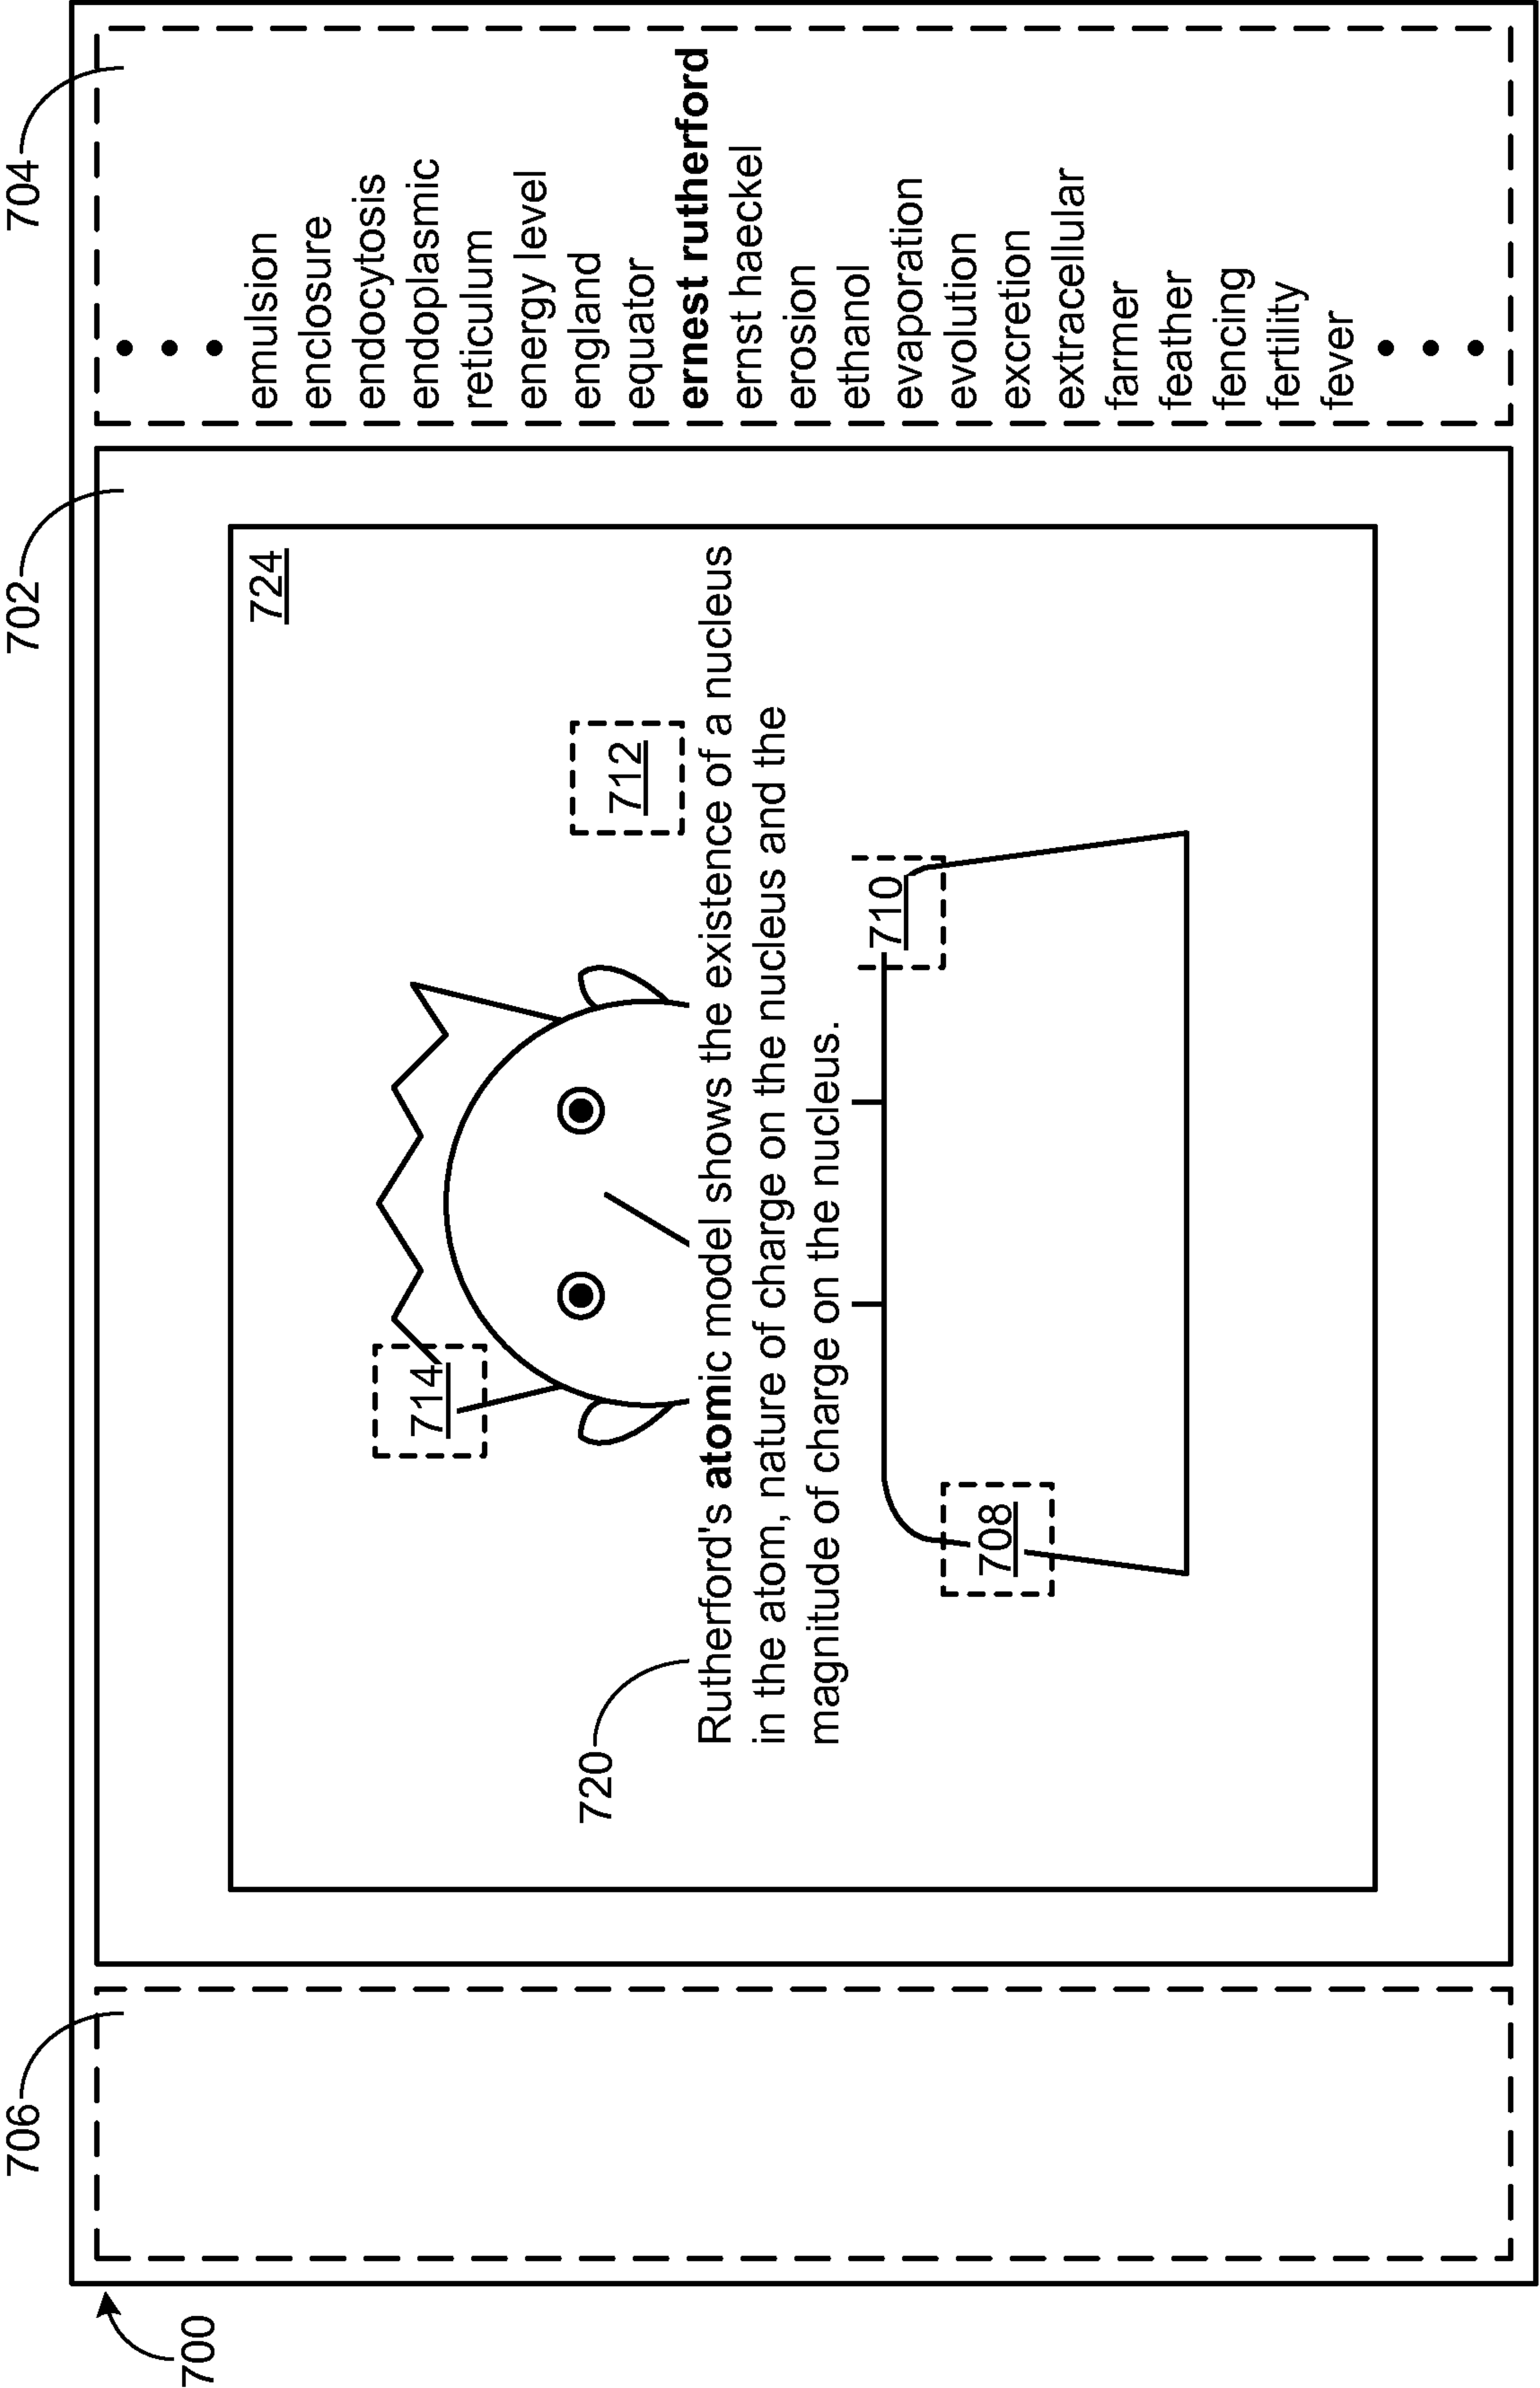 700
706
702
704
724
714
712
720
Rutherford's atomic model shows the existence of a nucleus
in the atom, nature of charge on the nucleus and the
magnitude of charge on the nucleus.
710
708
emulsion
enclosure
endocytosis
endoplasmic
reticulum
energy level
england
equator
ernest rutherford
ernst haeckel
erosion
ethanol
evaporation
evolution
excretion
extracellular
farmer
feather
fencing
fertility
fever